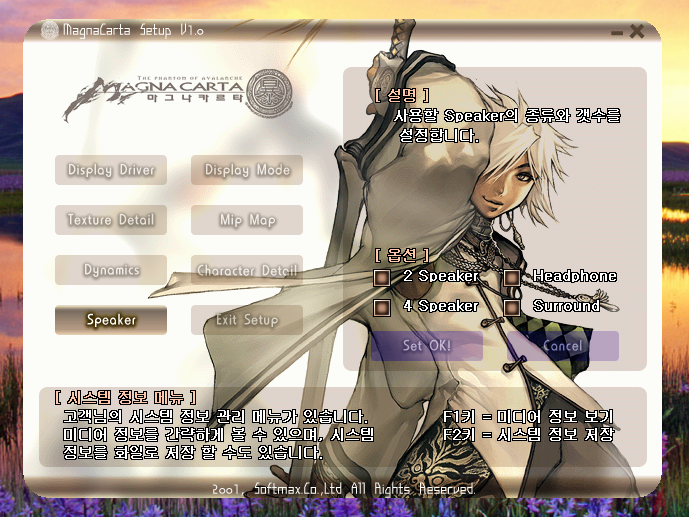 MagnaCarta Setup V1.0
THE PHANTOM OF AVALANCHE
MAGNA CARTA
마그나카르타
[ 설명 ]
사용할 Speaker의 종류와 갯수를
설정합니다.
Display Driver
Display Mode
Texture Detail
Mip Map
Dynamics
Character Detail
Speaker
Exit Setup
[ 옵션 ]
2 Speaker
Headphone
4 Speaker
Surround
Set OK!
Cancel
[ 시스템 정보 메뉴 ]
고객님의 시스템 정보 관리 메뉴가 있습니다.
미디어 정보를 간략하게 볼 수 있으며, 시스템
정보를 화일로 저장 할 수도 있습니다.
F1키 = 미디어 정보 보기
F2키 = 시스템 정보 저장
2001, Softmax.Co.,Ltd All Rights Reserved.